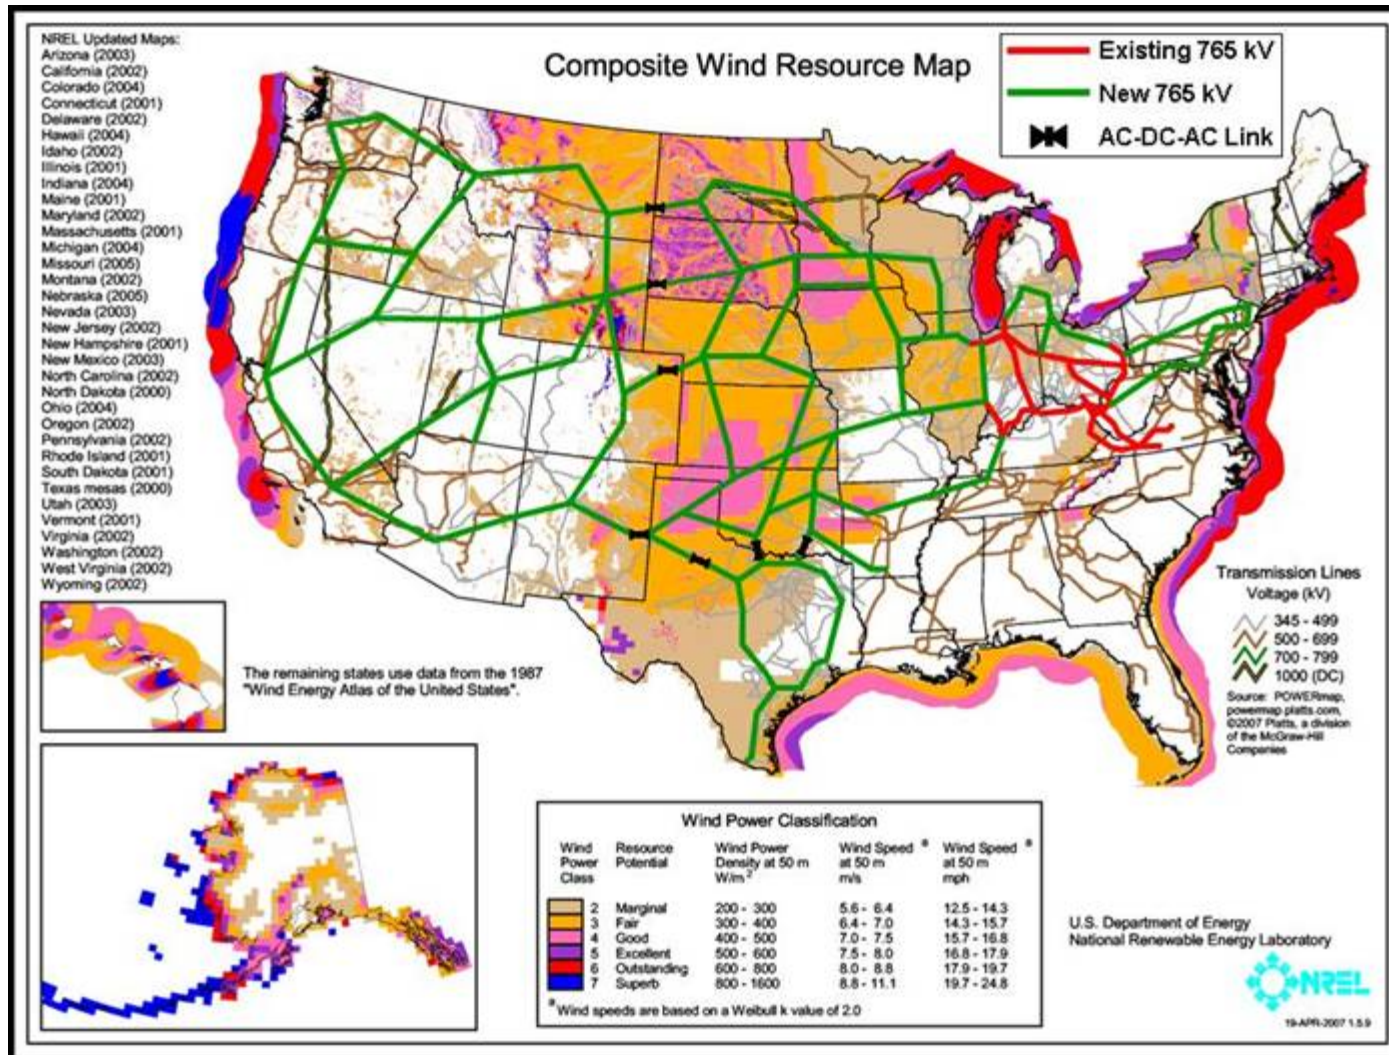 NREL Updated Maps:
Arizona (2003)
California (2002)
Colorado (2004)
Connecticut (2001)
Delaware (2002)
Hawaii (2004)
Idaho (2002)
Illinois (2001)
Indiana (2004)
Maine (2001)
Maryland (2002)
Massachusetts (2001)
Michigan (2004)
Missouri (2005)
Montana (2002)
Nebraska (2005)
Nevada (2003)
New Jersey (2002)
New Hampshire (2001)
New Mexico (2003)
North Carolina (2002)
North Dakota (2000)
Ohio (2004)
Oregon (2002)
Pennsylvania (2002)
Rhode Island (2001)
South Dakota (2001)
Texas mesas (2000)
Utah (2003)
Vermont (2001)
Virginia (2002)
Washington (2002)
West Virginia (2002)
Wyoming (2002)
Composite Wind Resource Map
Existing 765 kV
New 765 kV
AC-DC-AC Link
Transmission Lines
Voltage (kV)
345 - 499
500 - 699
700 - 799
1000 (DC)
Source: POWERmap,
powermap.platts.com,
©2007 Platts, a division
of the McGraw-Hill
Companies
The remaining states use data from the 1987
"Wind Energy Atlas of the United States".
Wind Power Classification
Wind Resource Wind Power Wind Speed a Wind Speed a
Power Potential Density at 50 m at 50 m at 50 m
Class W/m 2 m/s mph
2 Marginal 200 - 300 5.6 - 6.4 12.5 - 14.3
3 Fair 300 - 400 6.4 - 7.0 14.3 - 15.7
4 Good 400 - 500 7.0 - 7.5 15.7 - 16.8
5 Excellent 500 - 600 7.5 - 8.0 16.8 - 17.9
6 Outstanding 600 - 800 8.0 - 8.8 17.9 - 19.7
7 Superb 800 - 1600 8.8 - 11.1 19.7 - 24.8
a Wind speeds are based on a Weibull k value of 2.0
U.S. Department of Energy
National Renewable Energy Laboratory
NREL
19-APR-2007 1.5.9